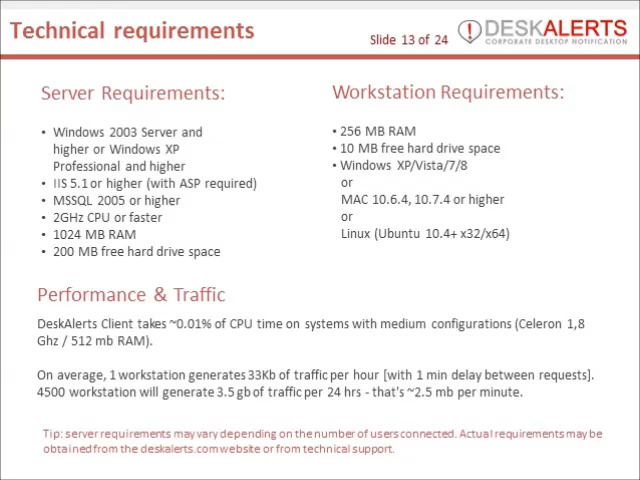 Technical requirements
Slide 13 of 24
DESKALERTS
CORPORATE DESKTOP NOTIFICATION
Server Requirements:
• Windows 2003 Server and
higher or Windows XP
Professional and higher
• IIS 5.1 or higher (with ASP required)
• MSSQL 2005 or higher
• 2GHz CPU or faster
• 1024 MB RAM
• 200 MB free hard drive space
Workstation Requirements:
• 256 MB RAM
• 10 MB free hard drive space
• Windows XP/Vista/7/8
or
MAC 10.6.4, 10.7.4 or higher
or
Linux (Ubuntu 10.4+ x32/x64)
Performance & Traffic
DeskAlerts Client takes ~0.01% of CPU time on systems with medium configurations (Celeron 1,8
Ghz / 512 mb RAM).
On average, 1 workstation generates 33Kb of traffic per hour [with 1 min delay between requests].
4500 workstation will generate 3.5 gb of traffic per 24 hrs - that's ~2.5 mb per minute.
Tip: server requirements may vary depending on the number of users connected. Actual requirements may be
obtained from the deskalerts.com website or from technical support.